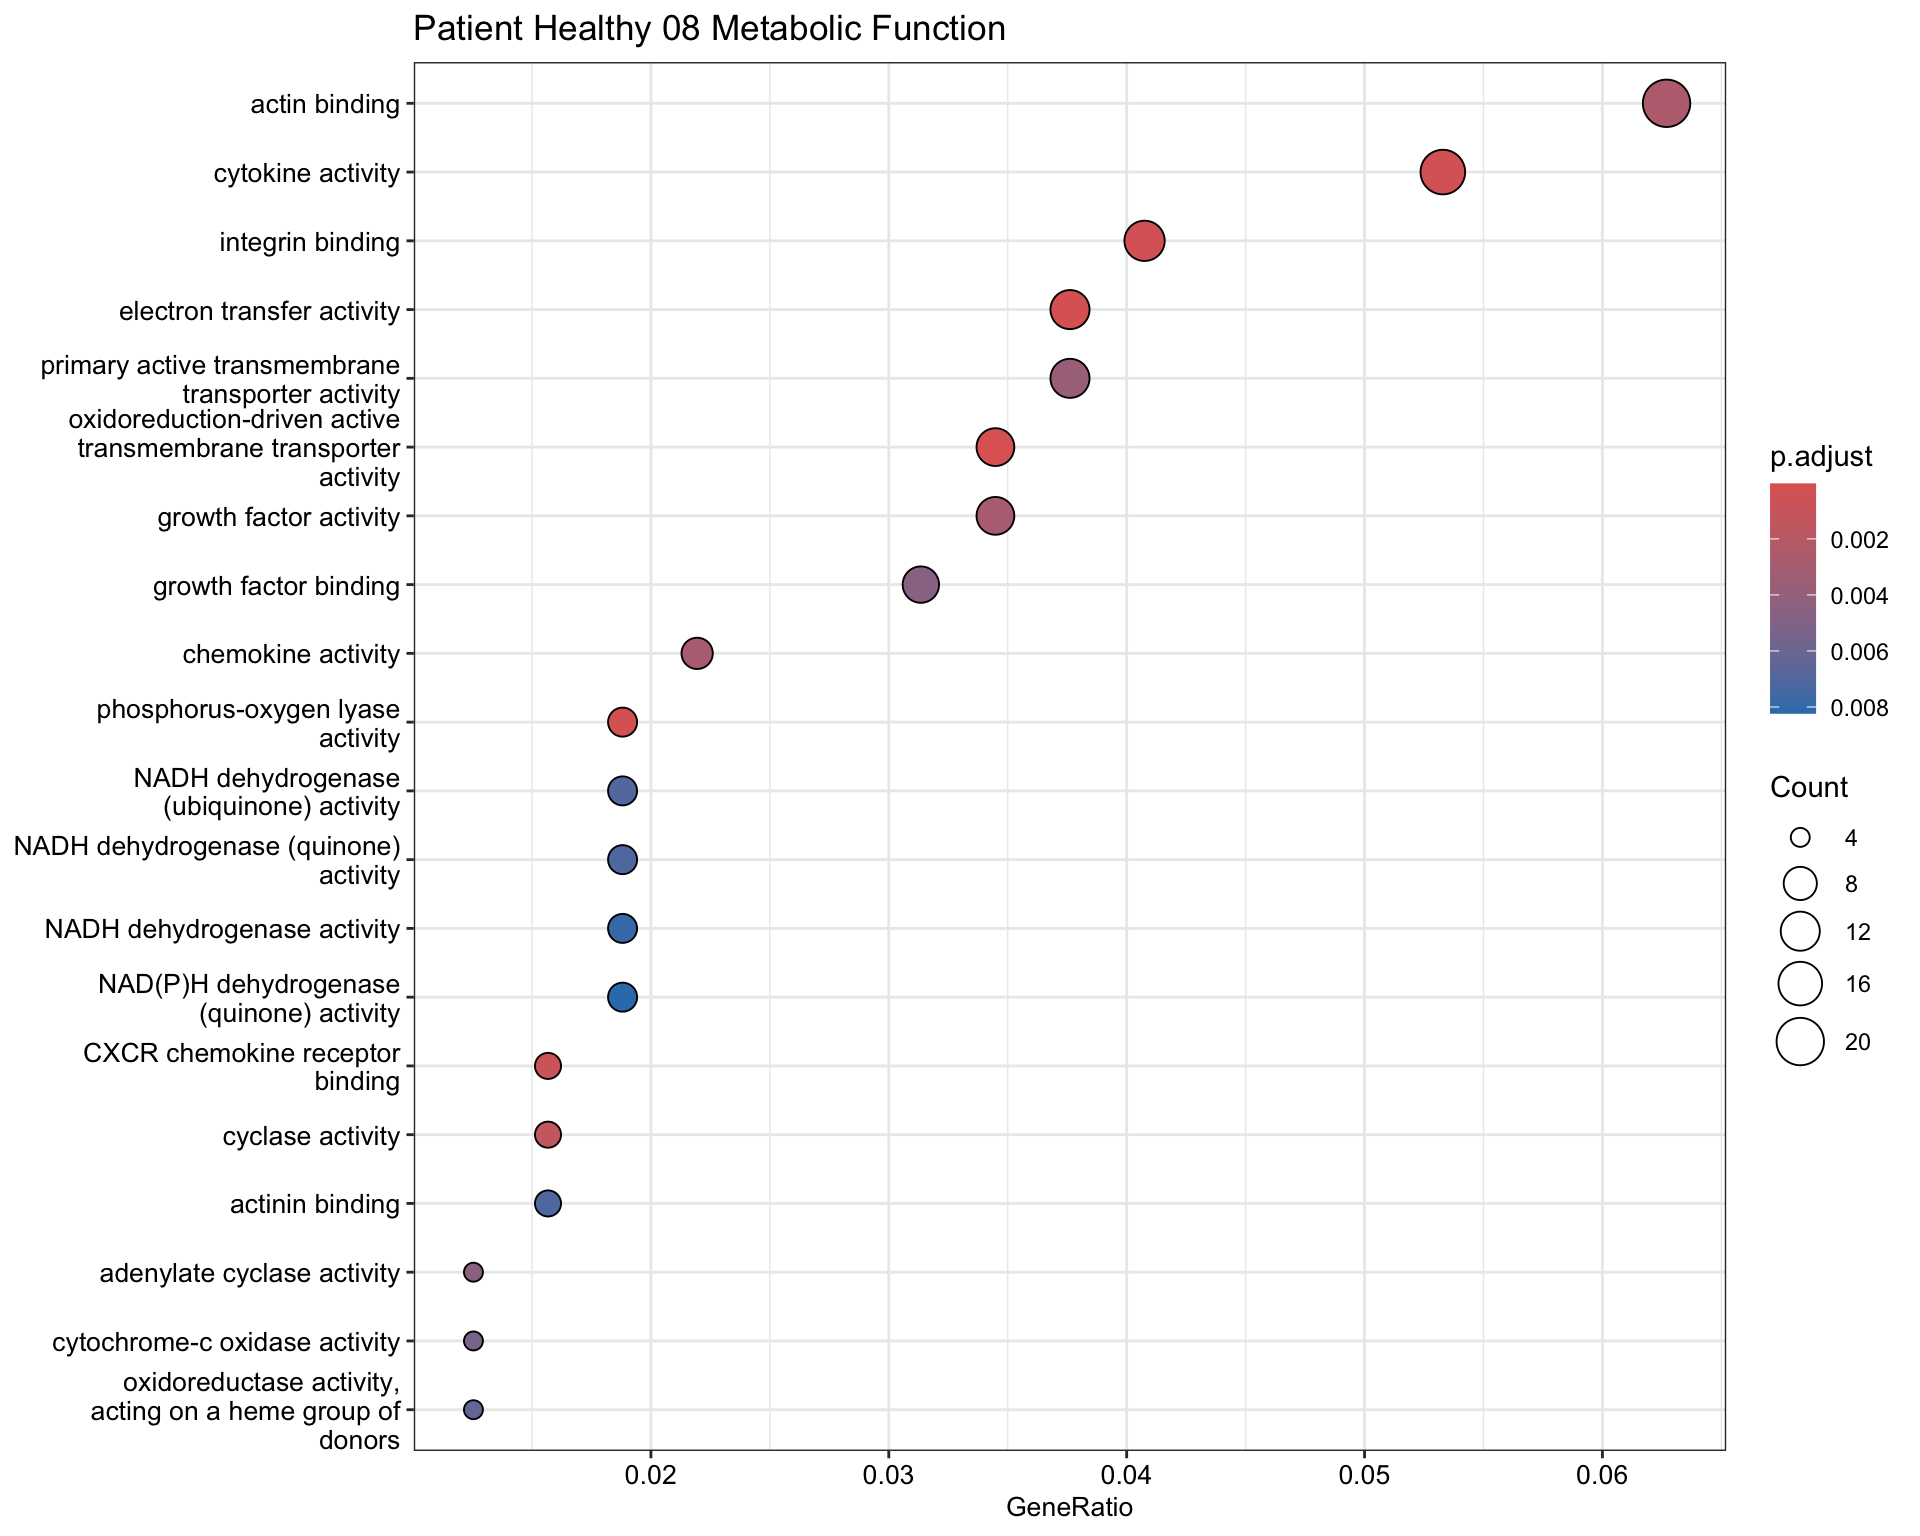 Patient Healthy 08 Metabolic Function
actin binding
cytokine activity
integrin binding
electron transfer activity
primary active transmembrane
transporter activity
oxidoreduction-driven active
transmembrane transporter
activity
growth factor activity
growth factor binding
chemokine activity
phosphorus-oxygen lyase
activity
NADH dehydrogenase
(ubiquinone) activity
NADH dehydrogenase (quinone)
activity
NADH dehydrogenase activity
NAD(P)H dehydrogenase
(quinone) activity
CXCR chemokine receptor
binding
cyclase activity
actinin binding
adenylate cyclase activity
cytochrome-c oxidase activity
oxidoreductase activity,
acting on a heme group of
donors
0.02 0.03 0.04 0.05 0.06
GeneRatio
p.adjust
0.002
0.004
0.006
0.008
Count
4
8
12
16
20